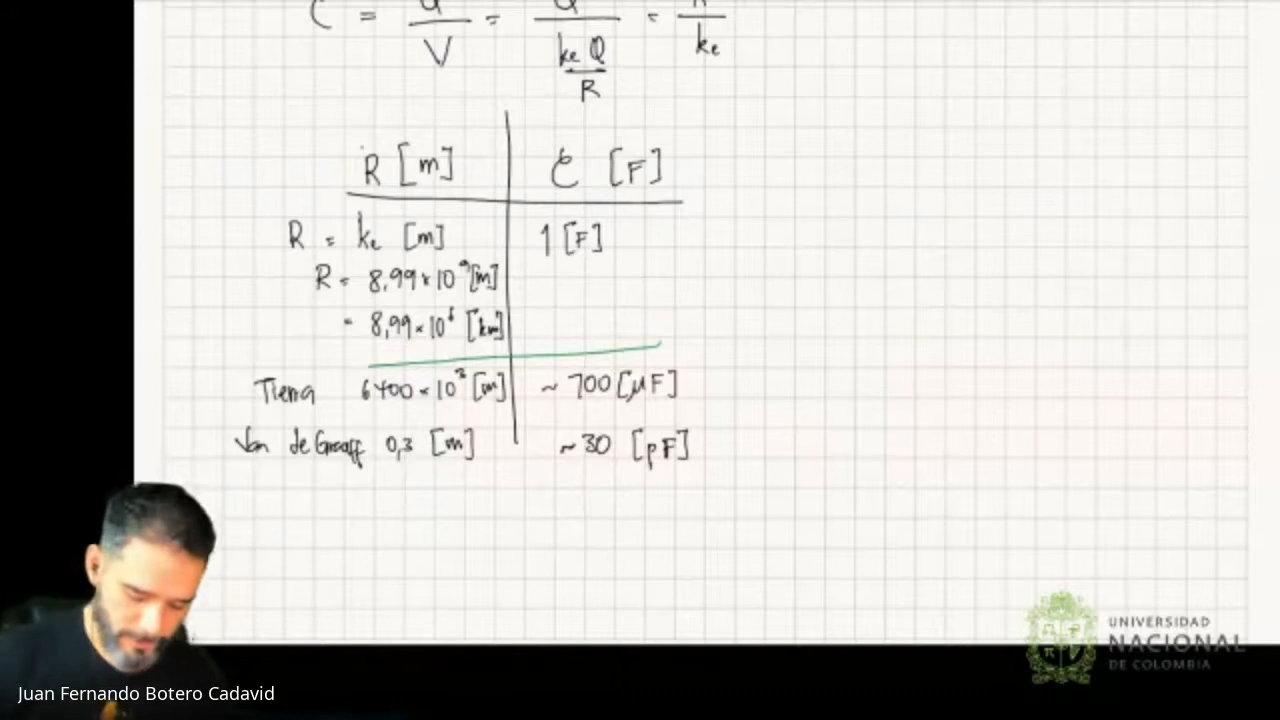 C = Q/V = Q/(ke Q/R) = R/ke
R [m] C [F]
R = ke [m] 1 [F]
R = 8,99 × 10⁹ [m]
= 8,99 × 10⁶ [km]
Tierra 6400 × 10³ [m] ~ 700 [μF]
Van de Graaff 0,3 [m] ~ 30 [pF]
UNIVERSIDAD
NACIONAL
DE COLOMBIA
Juan Fernando Botero Cadavid